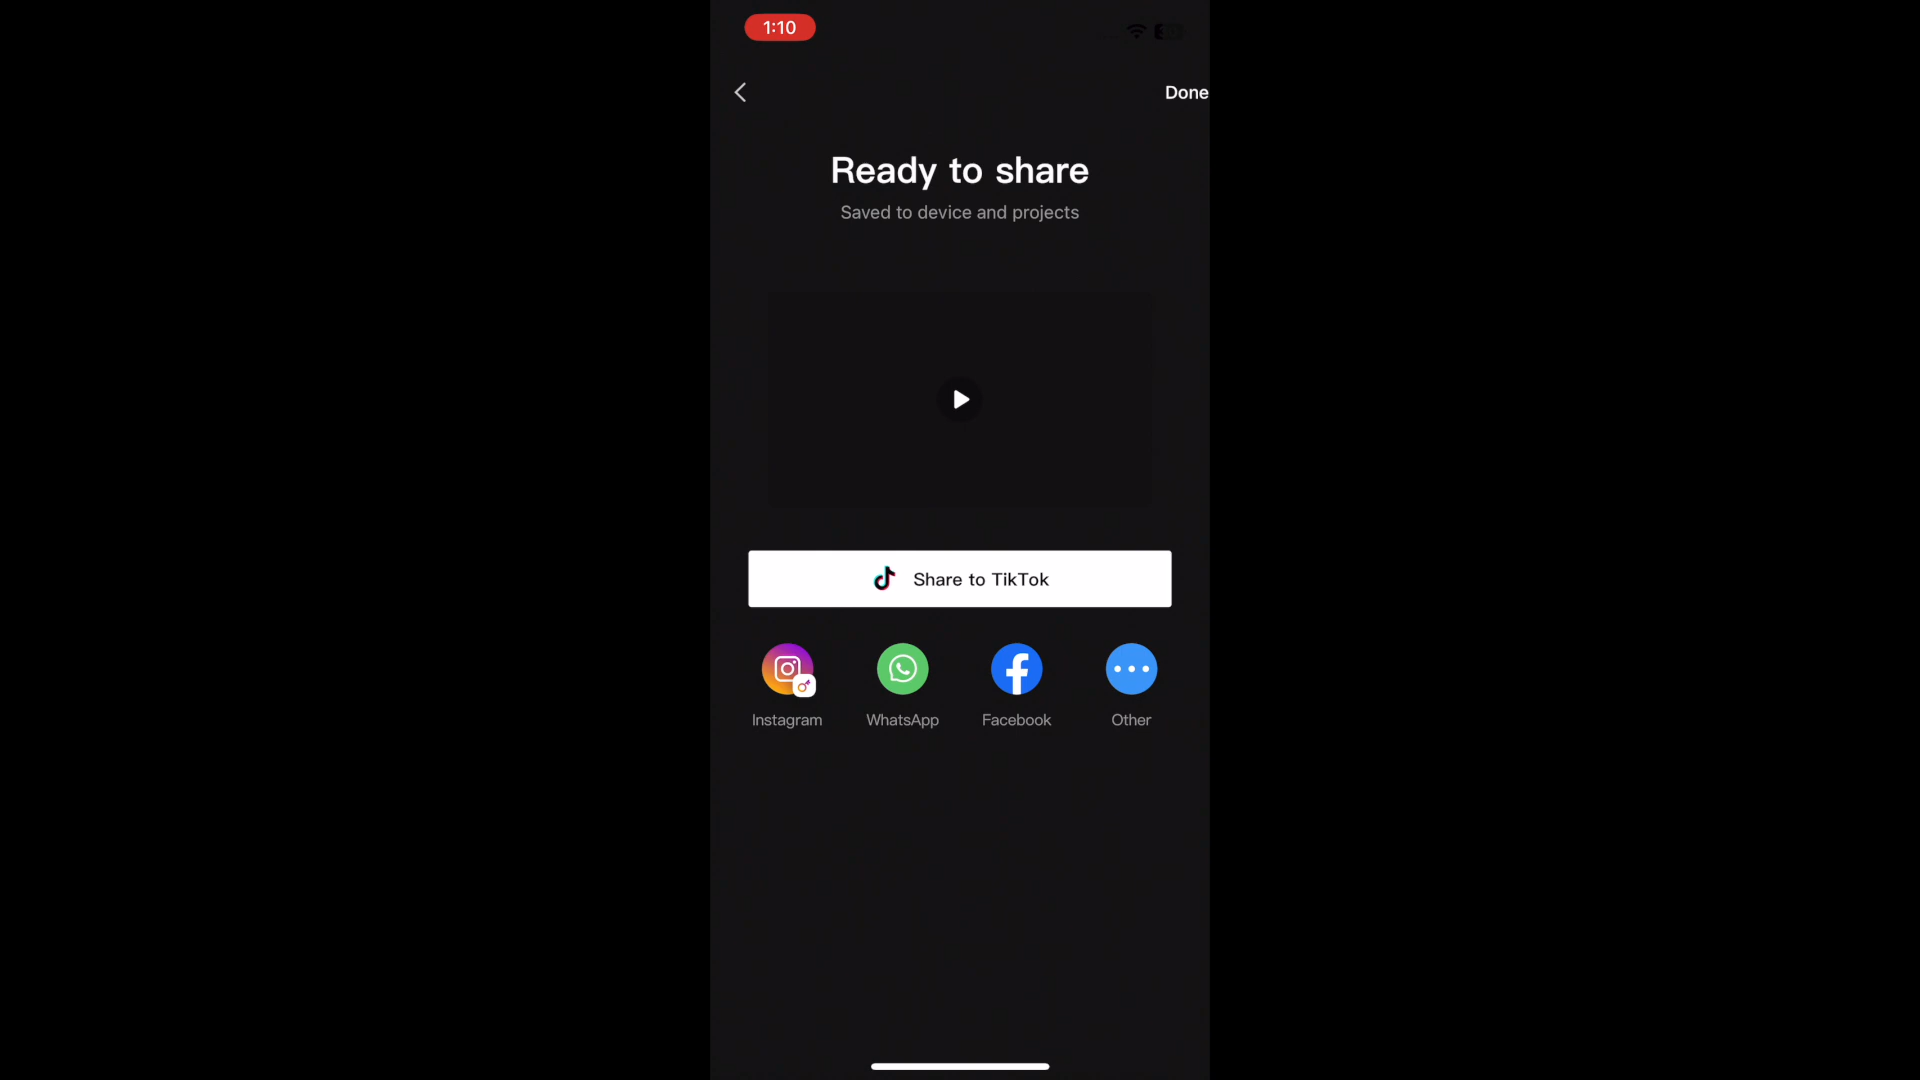 1:10
Done
Ready to share
Saved to device and projects
Share to TikTok
Instagram
WhatsApp
Facebook
Other